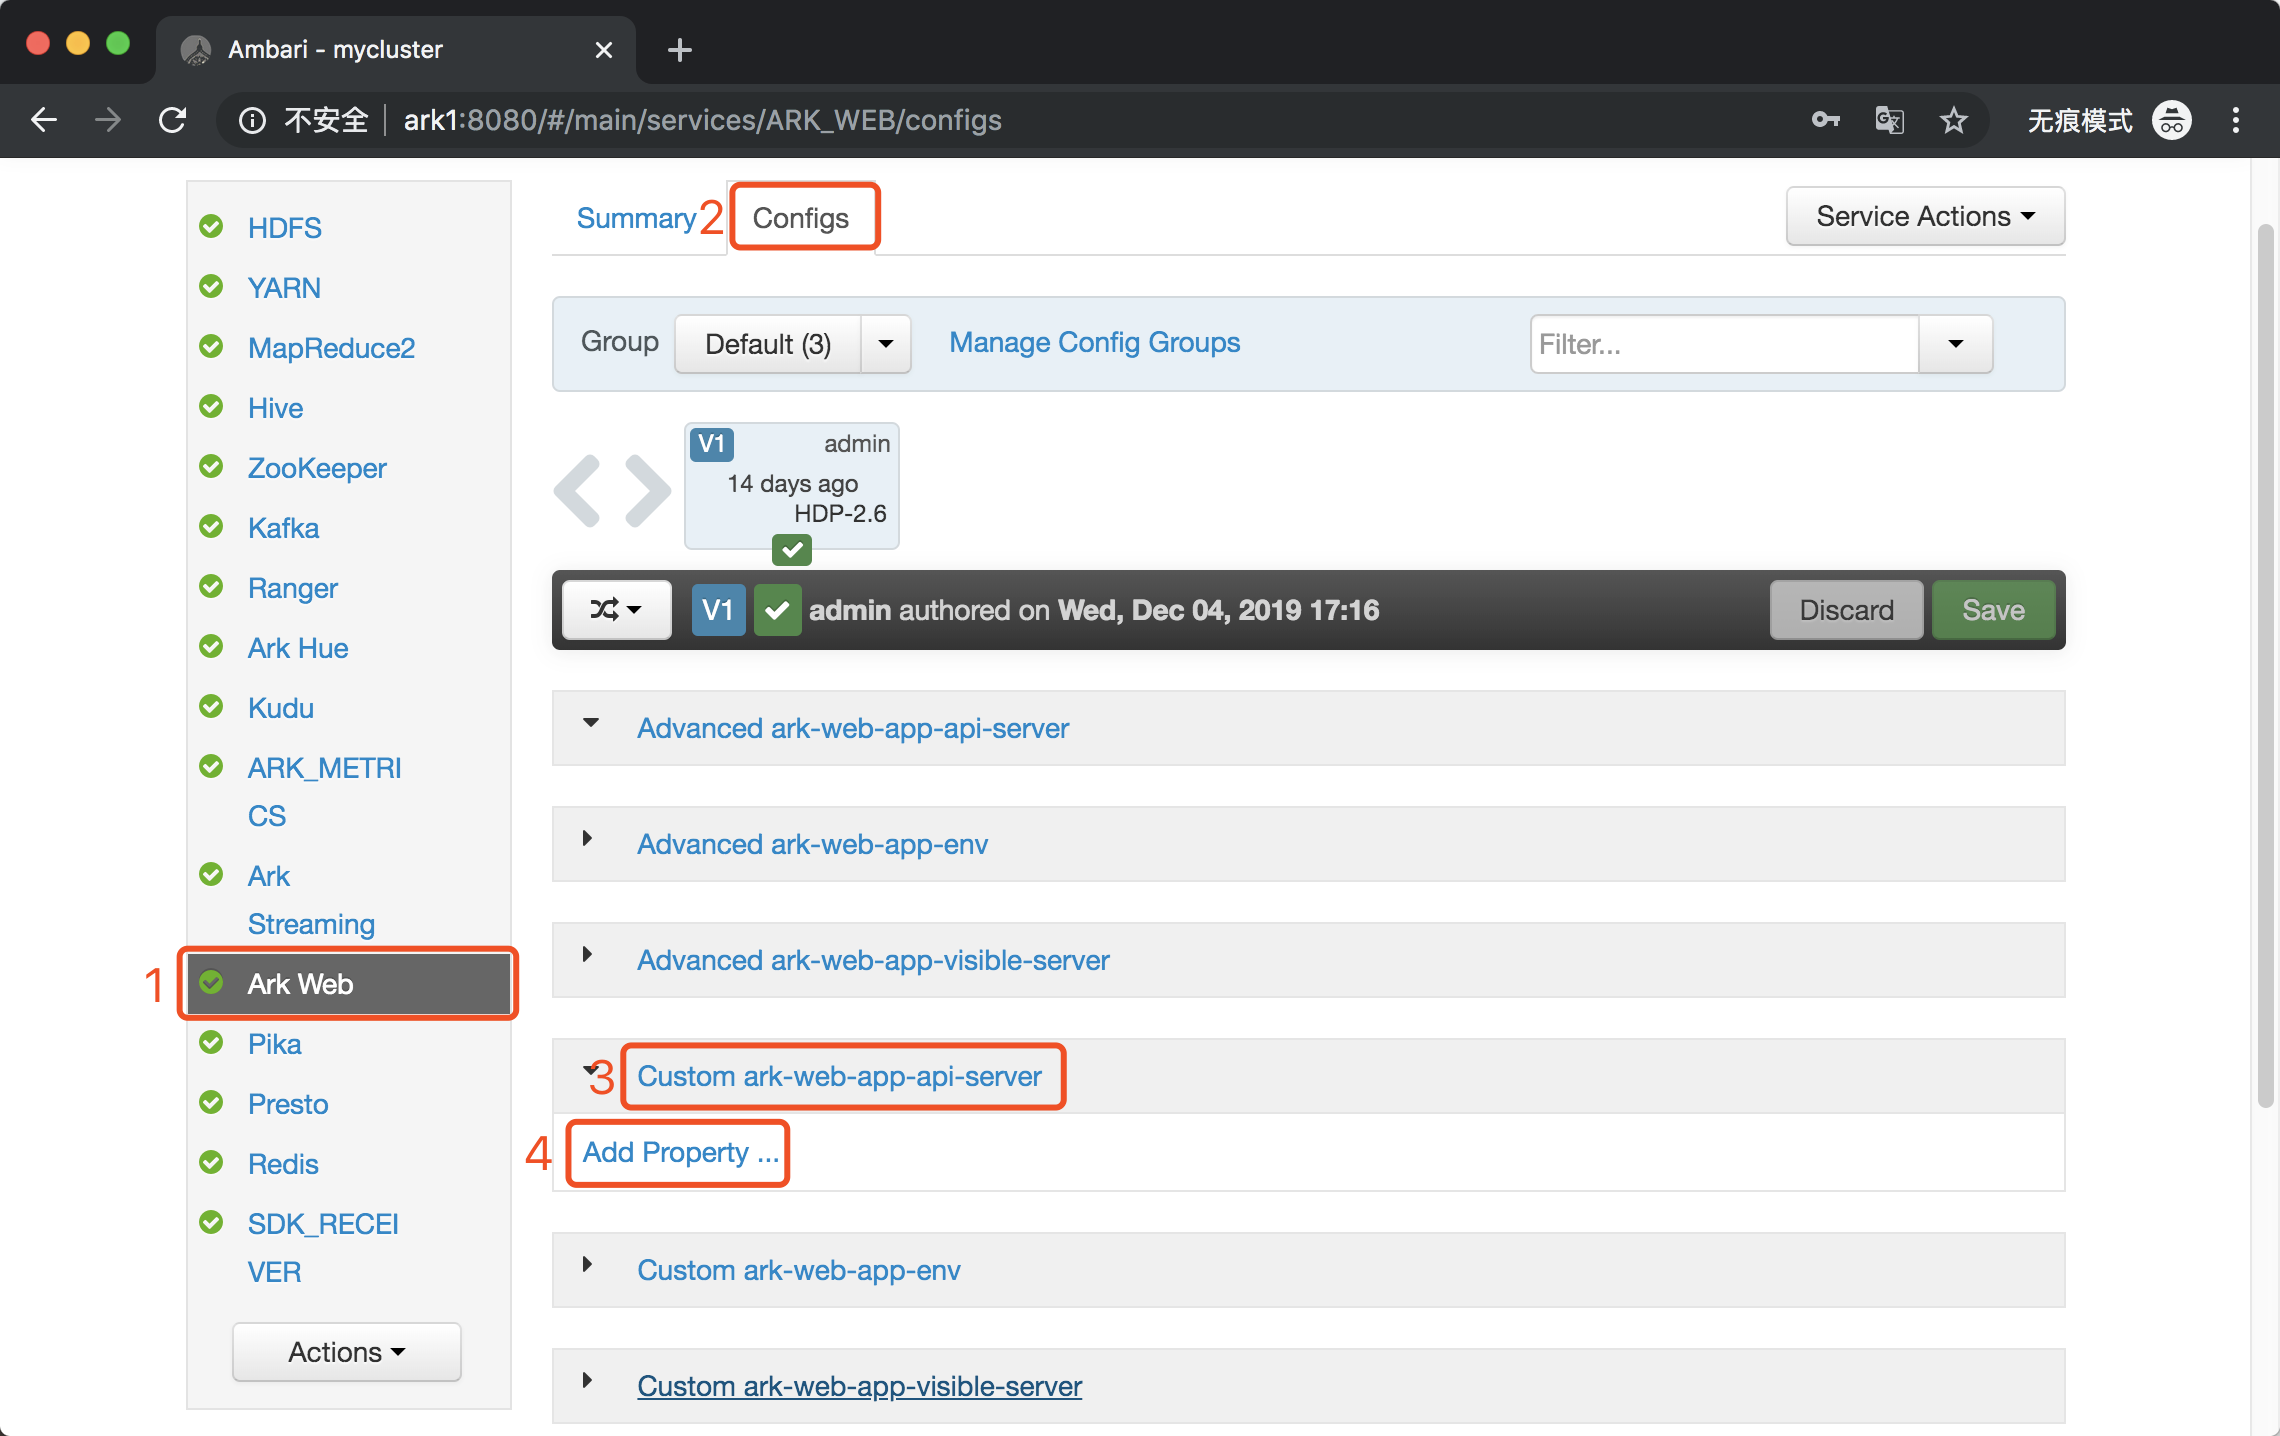 Ambari - mycluster
不安全 ark1:8080/#/main/services/ARK_WEB/configs
无痕模式
HDFS
YARN
MapReduce2
Hive
ZooKeeper
Kafka
Ranger
Ark Hue
Kudu
ARK_METRI
CS
Ark
Streaming
1 Ark Web
Pika
Presto
Redis
SDK_RECEI
VER
Actions
Summary 2 Configs
Service Actions
Group Default (3) Manage Config Groups Filter...
V1 admin
14 days ago
HDP-2.6
V1 admin authored on Wed, Dec 04, 2019 17:16 Discard Save
Advanced ark-web-app-api-server
Advanced ark-web-app-env
Advanced ark-web-app-visible-server
3 Custom ark-web-app-api-server
4 Add Property ...
Custom ark-web-app-env
Custom ark-web-app-visible-server